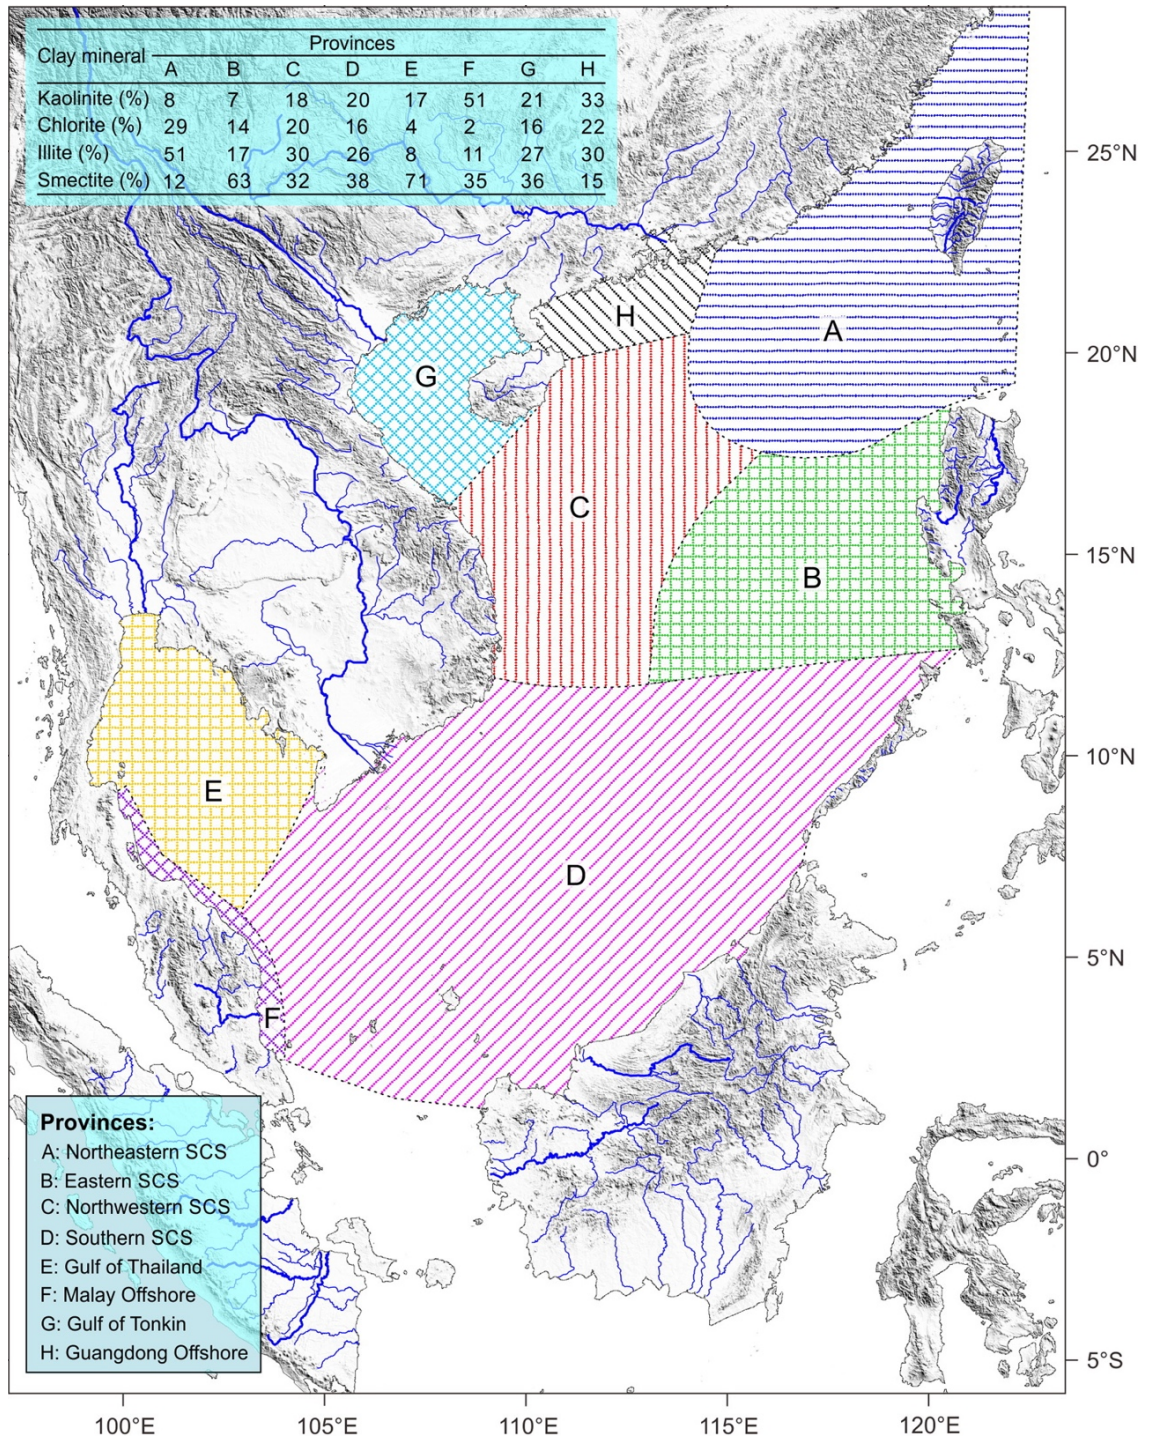 Provinces
Clay mineral A B C D E F G H
Kaolinite (%) 8 7 18 20 17 51 21 33
Chlorite (%) 29 14 20 16 4 2 16 22
Illite (%) 51 17 30 26 8 11 27 30
Smectite (%) 12 63 32 38 71 35 36 15
25°N
H
A
20°N
G
C
15°N
B
10°N
E
D
5°N
F
Provinces:
A: Northeastern SCS
B: Eastern SCS
C: Northwestern SCS
D: Southern SCS
E: Gulf of Thailand
F: Malay Offshore
G: Gulf of Tonkin
H: Guangdong Offshore
0°
5°S
100°E 105°E 110°E 115°E 120°E